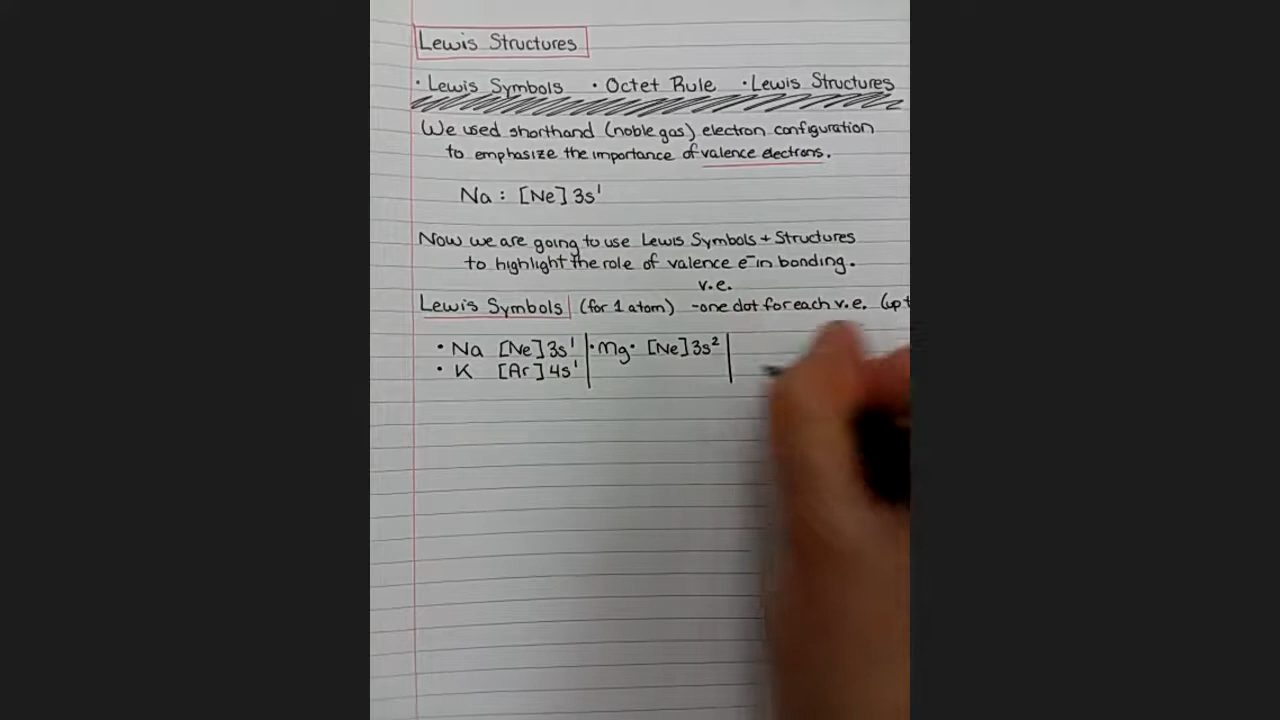 Lewis Structures
• Lewis Symbols • Octet Rule • Lewis Structures
We used shorthand (noble gas) electron configuration
to emphasize the importance of valence electrons.
Na : [Ne] 3s¹
Now we are going to use Lewis Symbols + Structures
to highlight the role of valence e⁻ in bonding.
v.e.
Lewis Symbols (for 1 atom) - one dot for each v.e. (up
• Na [Ne] 3s¹ •Mg• [Ne] 3s²
• K [Ar] 4s¹